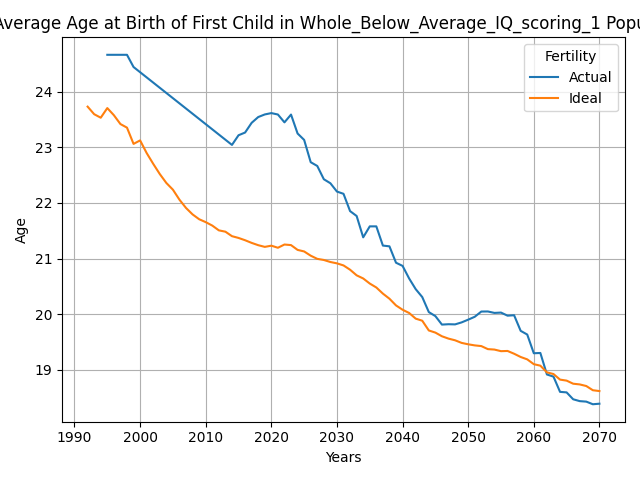 Average Age at Birth of First Child in Whole_Below_Average_IQ_scoring_1 Popu
Fertility
Actual
Ideal
24
23
22
21
20
19
Age
1990 2000 2010 2020 2030 2040 2050 2060 2070
Years